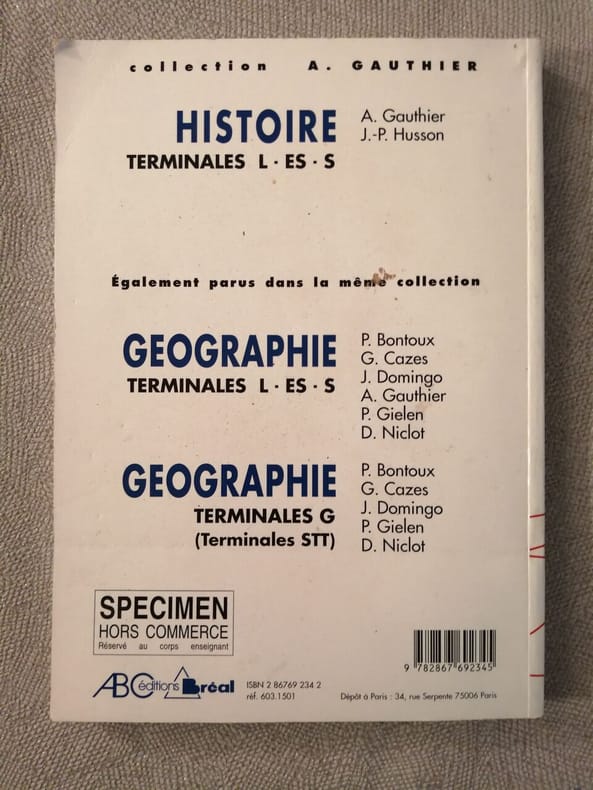 collection A. GAUTHIER
HISTOIRE
TERMINALES L · ES · S
A. Gauthier
J.-P. Husson
Également parus dans la même collection
GEOGRAPHIE
TERMINALES L · ES · S
P. Bontoux
G. Cazes
J. Domingo
A. Gauthier
P. Gielen
D. Niclot
GEOGRAPHIE
TERMINALES G
(Terminales STT)
P. Bontoux
G. Cazes
J. Domingo
P. Gielen
D. Niclot
SPECIMEN
HORS COMMERCE
Réservé au corps enseignant
ABC éditions Bréal
ISBN 2 86769 234 2
réf. 603.1501
9 782867 692345
Dépôt à Paris : 34, rue Serpente 75006 Paris